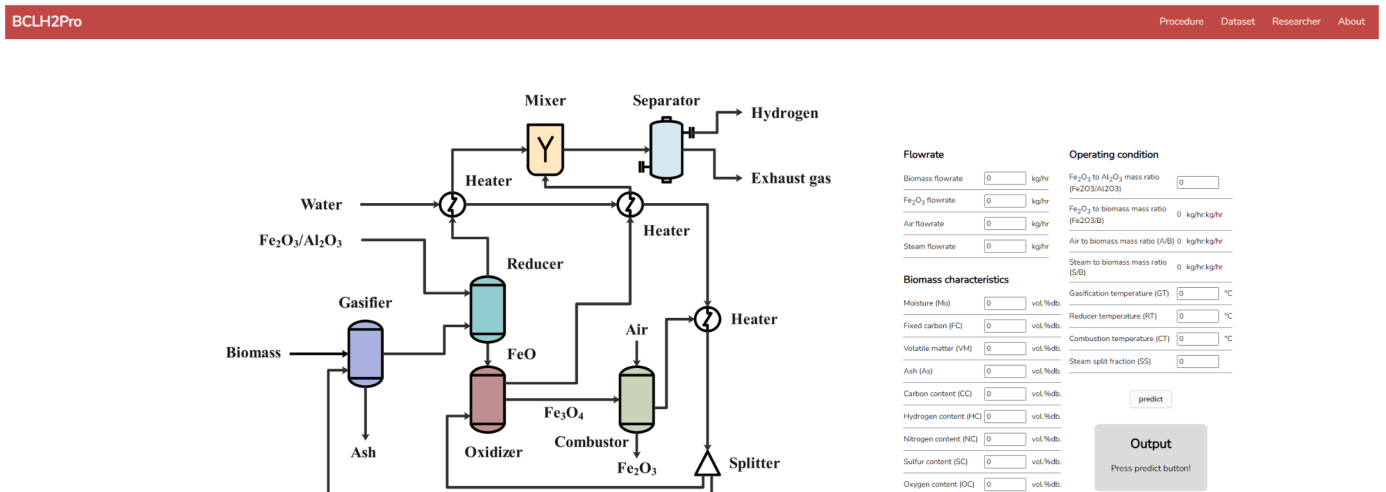 BCLH2Pro
Procedure Dataset Researcher About
Mixer
Separator
Hydrogen
Exhaust gas
Heater
Water
Heater
Fe₂O₃/Al₂O₃
Reducer
Gasifier
Heater
Air
Biomass
FeO
Fe₃O₄
Combustor
Ash
Oxidizer
Fe₂O₃
Splitter
Flowrate
Biomass flowrate 0 kg/hr
Fe₂O₃ flowrate 0 kg/hr
Air flowrate 0 kg/hr
Steam flowrate 0 kg/hr
Biomass characteristics
Moisture (Mo) 0 vol.%db.
Fixed carbon (FC) 0 vol.%db.
Volatile matter (VM) 0 vol.%db.
Ash (As) 0 vol.%db.
Carbon content (CC) 0 vol.%db.
Hydrogen content (HC) 0 vol.%db.
Nitrogen content (NC) 0 vol.%db.
Sulfur content (SC) 0 vol.%db.
Oxygen content (OC) 0 vol.%db.
Operating condition
Fe₂O₃ to Al₂O₃ mass ratio
(Fe2O3/Al2O3) 0
Fe₂O₃ to biomass mass ratio
(Fe2O3/B) 0 kg/hr:kg/hr
Air to biomass mass ratio (A/B) 0 kg/hr:kg/hr
Steam to biomass mass ratio
(S/B) 0 kg/hr:kg/hr
Gasification temperature (GT) 0 °C
Reducer temperature (RT) 0 °C
Combustion temperature (CT) 0 °C
Steam split fraction (SS) 0
predict
Output
Press predict button!